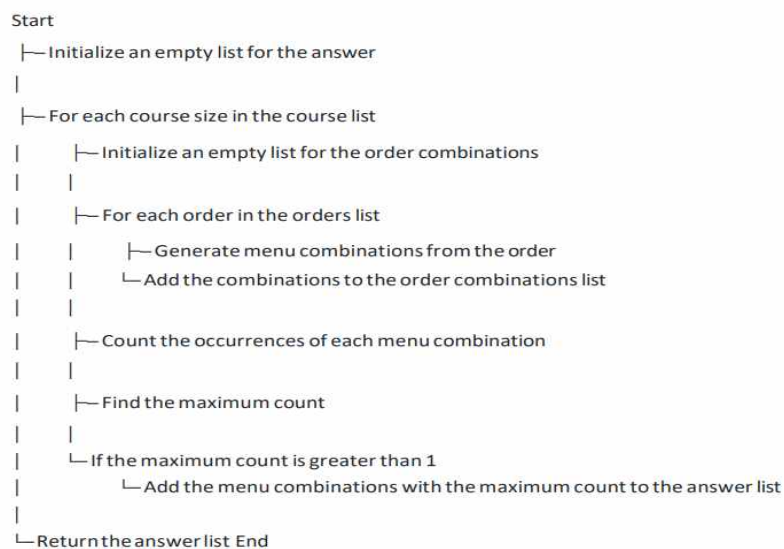 Start
├─ Initialize an empty list for the answer
|
├─ For each course size in the course list
| ├─ Initialize an empty list for the order combinations
| |
| ├─ For each order in the orders list
| | ├─ Generate menu combinations from the order
| | └─ Add the combinations to the order combinations list
| |
| ├─ Count the occurrences of each menu combination
| |
| ├─ Find the maximum count
| |
| └─ If the maximum count is greater than 1
| └─ Add the menu combinations with the maximum count to the answer list
|
└─ Return the answer list End